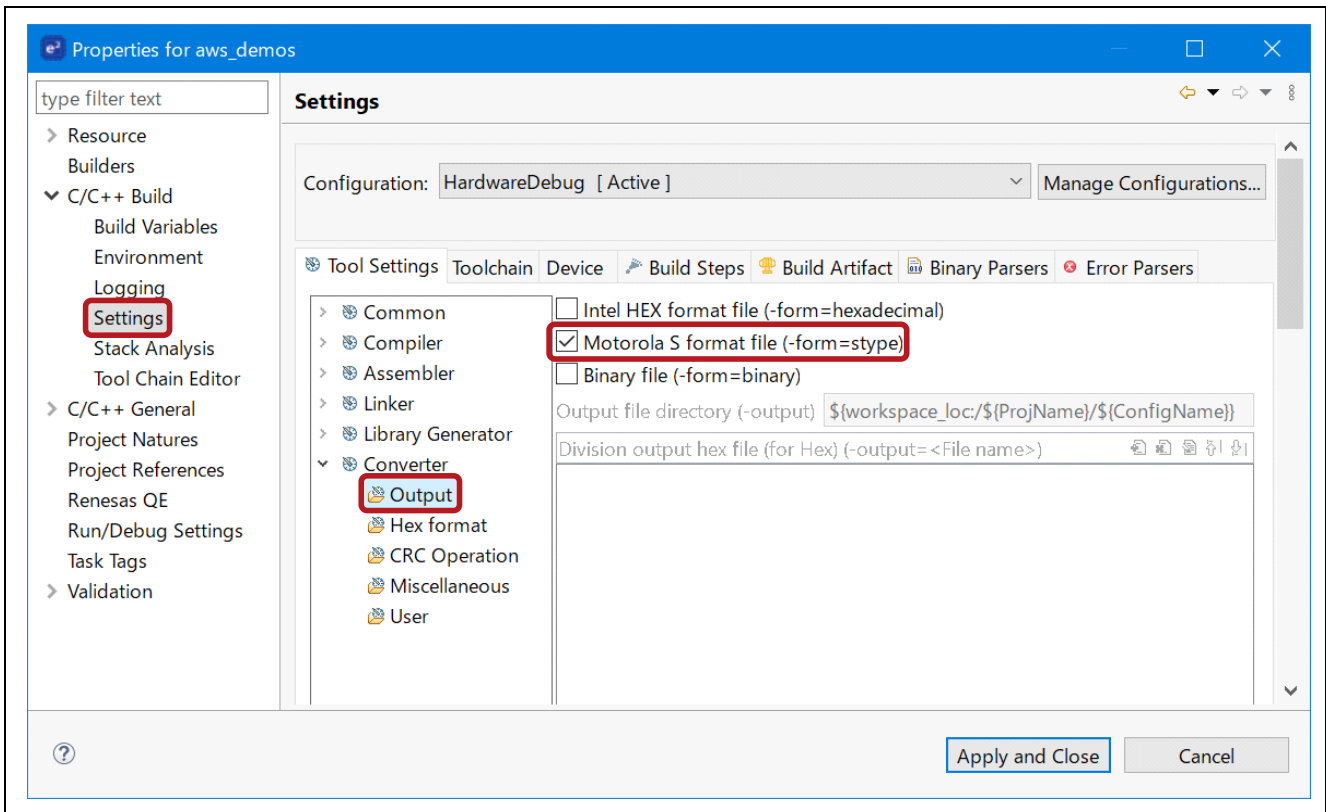 e² Properties for aws_demos
type filter text
Resource
Builders
C/C++ Build
Build Variables
Environment
Logging
Settings
Stack Analysis
Tool Chain Editor
C/C++ General
Project Natures
Project References
Renesas QE
Run/Debug Settings
Task Tags
Validation
Settings
Configuration: HardwareDebug [ Active ] Manage Configurations...
Tool Settings Toolchain Device Build Steps Build Artifact 010 Binary Parsers Error Parsers
Common
Compiler
Assembler
Linker
Library Generator
Converter
Output
Hex format
CRC Operation
Miscellaneous
User
Intel HEX format file (-form=hexadecimal)
Motorola S format file (-form=stype)
Binary file (-form=binary)
Output file directory (-output) ${workspace_loc:/${ProjName}/${ConfigName}}
Division output hex file (for Hex) (-output=<File name>)
? Apply and Close Cancel